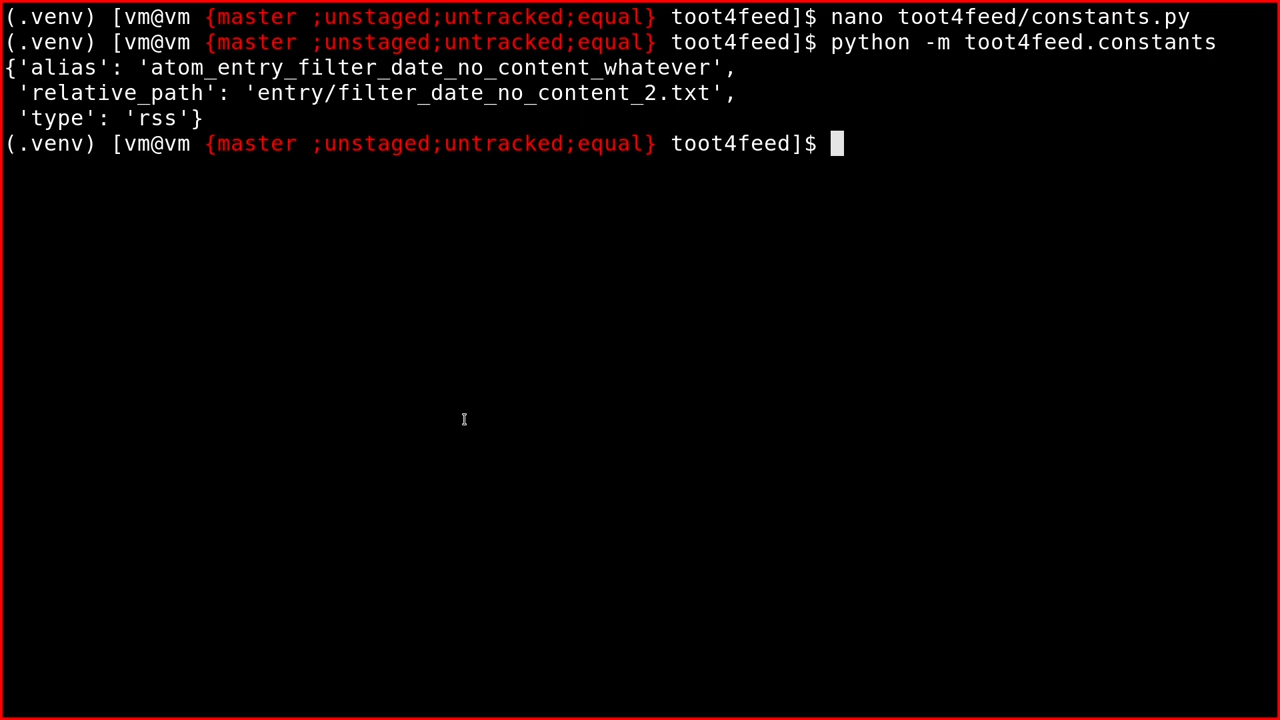 (.venv) [vm@vm {master ;unstaged;untracked;equal} toot4feed]$ nano toot4feed/constants.py
(.venv) [vm@vm {master ;unstaged;untracked;equal} toot4feed]$ python -m toot4feed.constants
{'alias': 'atom_entry_filter_date_no_content_whatever',
 'relative_path': 'entry/filter_date_no_content_2.txt',
 'type': 'rss'}
(.venv) [vm@vm {master ;unstaged;untracked;equal} toot4feed]$